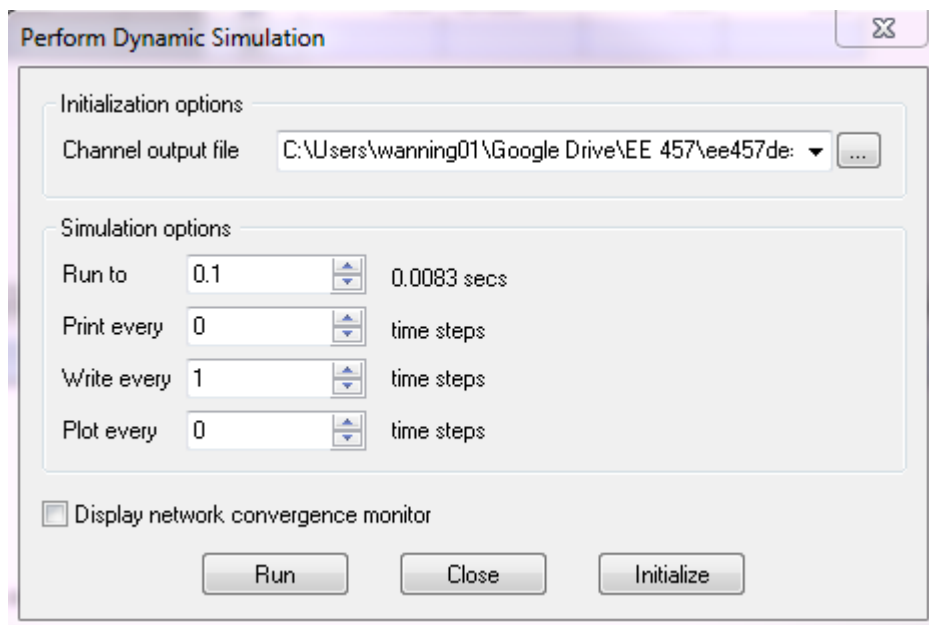 Perform Dynamic Simulation
Initialization options
Channel output file C:\Users\wanning01\Google Drive\EE 457\ee457de: ...
Simulation options
Run to 0.1 0.0083 secs
Print every 0 time steps
Write every 1 time steps
Plot every 0 time steps
Display network convergence monitor
Run Close Initialize